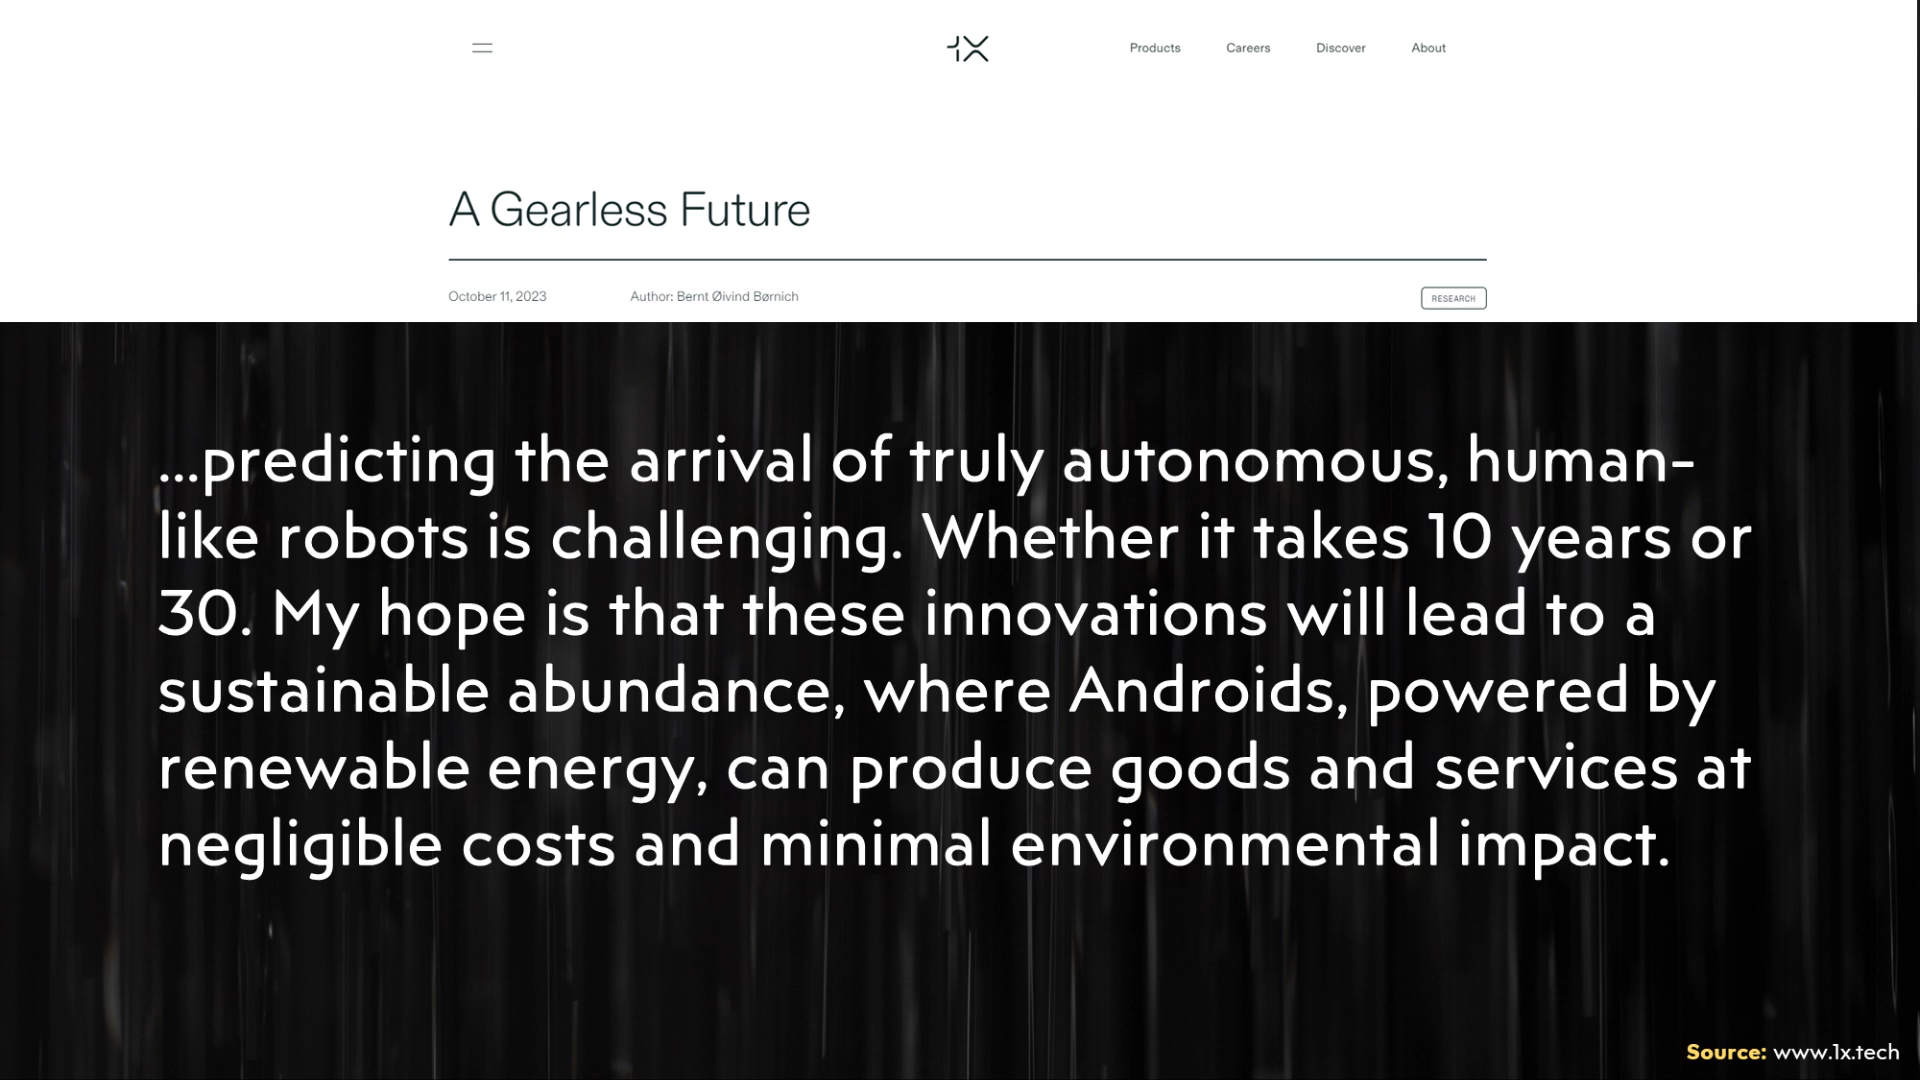 1X
Products Careers Discover About
A Gearless Future
October 11, 2023 Author: Bernt Øivind Børnich RESEARCH
...predicting the arrival of truly autonomous, human-
like robots is challenging. Whether it takes 10 years or
30. My hope is that these innovations will lead to a
sustainable abundance, where Androids, powered by
renewable energy, can produce goods and services at
negligible costs and minimal environmental impact.
Source: www.1x.tech